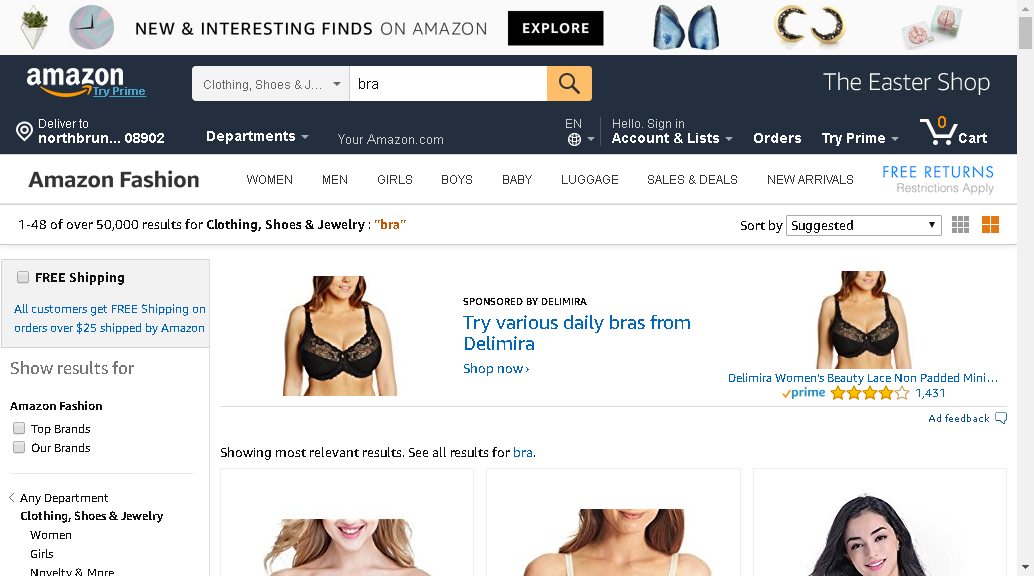 NEW & INTERESTING FINDS ON AMAZON
EXPLORE
amazon
Try Prime
Clothing, Shoes & J...
bra
The Easter Shop
Deliver to
northbrun... 08902
Departments
Your Amazon.com
EN
Hello. Sign in
Account & Lists
Orders
Try Prime
0
Cart
Amazon Fashion
WOMEN
MEN
GIRLS
BOYS
BABY
LUGGAGE
SALES & DEALS
NEW ARRIVALS
FREE RETURNS
Restrictions Apply
1-48 of over 50,000 results for Clothing, Shoes & Jewelry : "bra"
Sort by
Suggested
FREE Shipping
All customers get FREE Shipping on
orders over $25 shipped by Amazon
Show results for
Amazon Fashion
Top Brands
Our Brands
Any Department
Clothing, Shoes & Jewelry
Women
Girls
Novelty & More
SPONSORED BY DELIMIRA
Try various daily bras from
Delimira
Shop now ›
Delimira Women's Beauty Lace Non Padded Mini...
prime
1,431
Ad feedback
Showing most relevant results. See all results for bra.